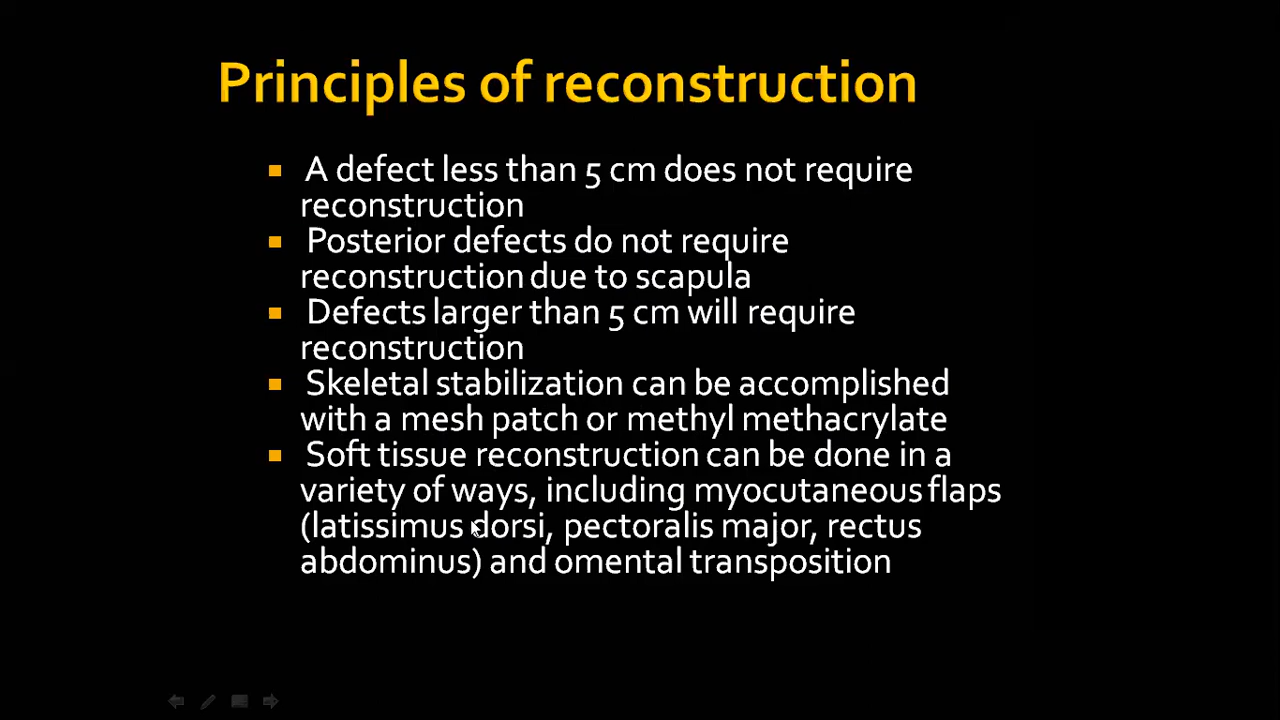 Principles of reconstruction
A defect less than 5 cm does not require
reconstruction
Posterior defects do not require
reconstruction due to scapula
Defects larger than 5 cm will require
reconstruction
Skeletal stabilization can be accomplished
with a mesh patch or methyl methacrylate
Soft tissue reconstruction can be done in a
variety of ways, including myocutaneous flaps
(latissimus dorsi, pectoralis major, rectus
abdominus) and omental transposition